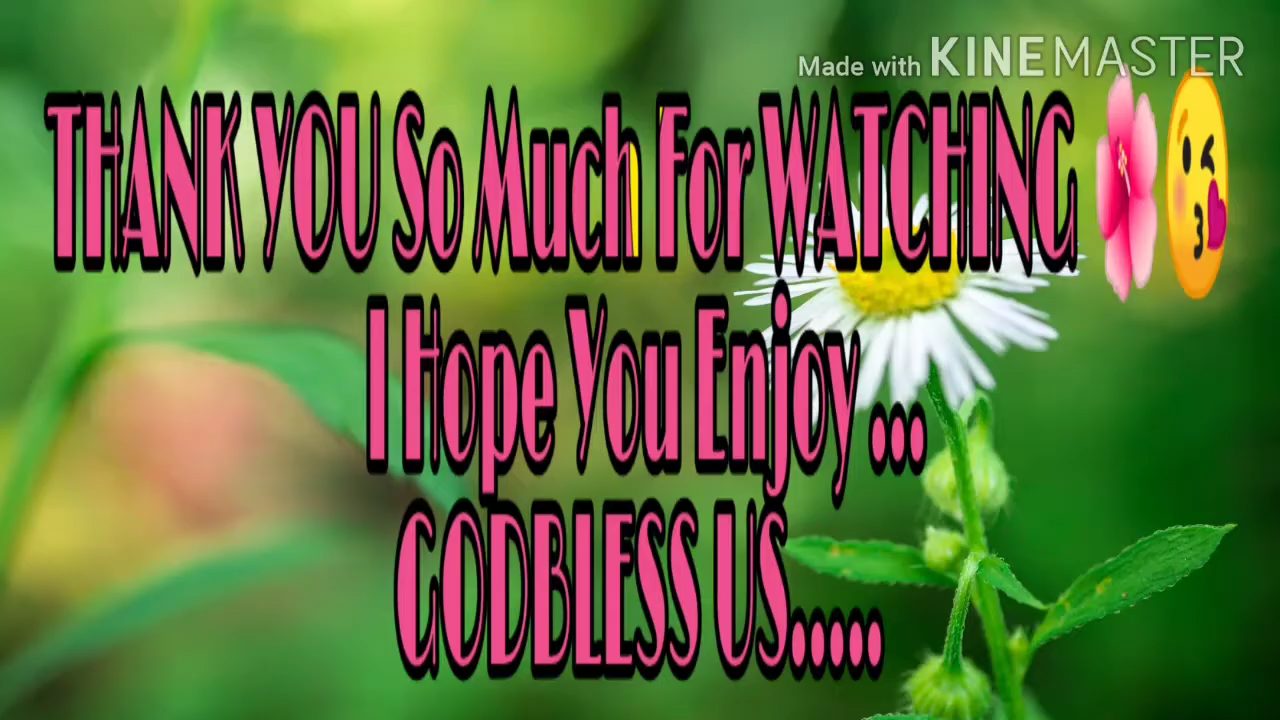 Made with KINEMASTER
THANK YOU So Much For WATCHING 🌺😘
I Hope You Enjoy ...
GODBLESS US.....